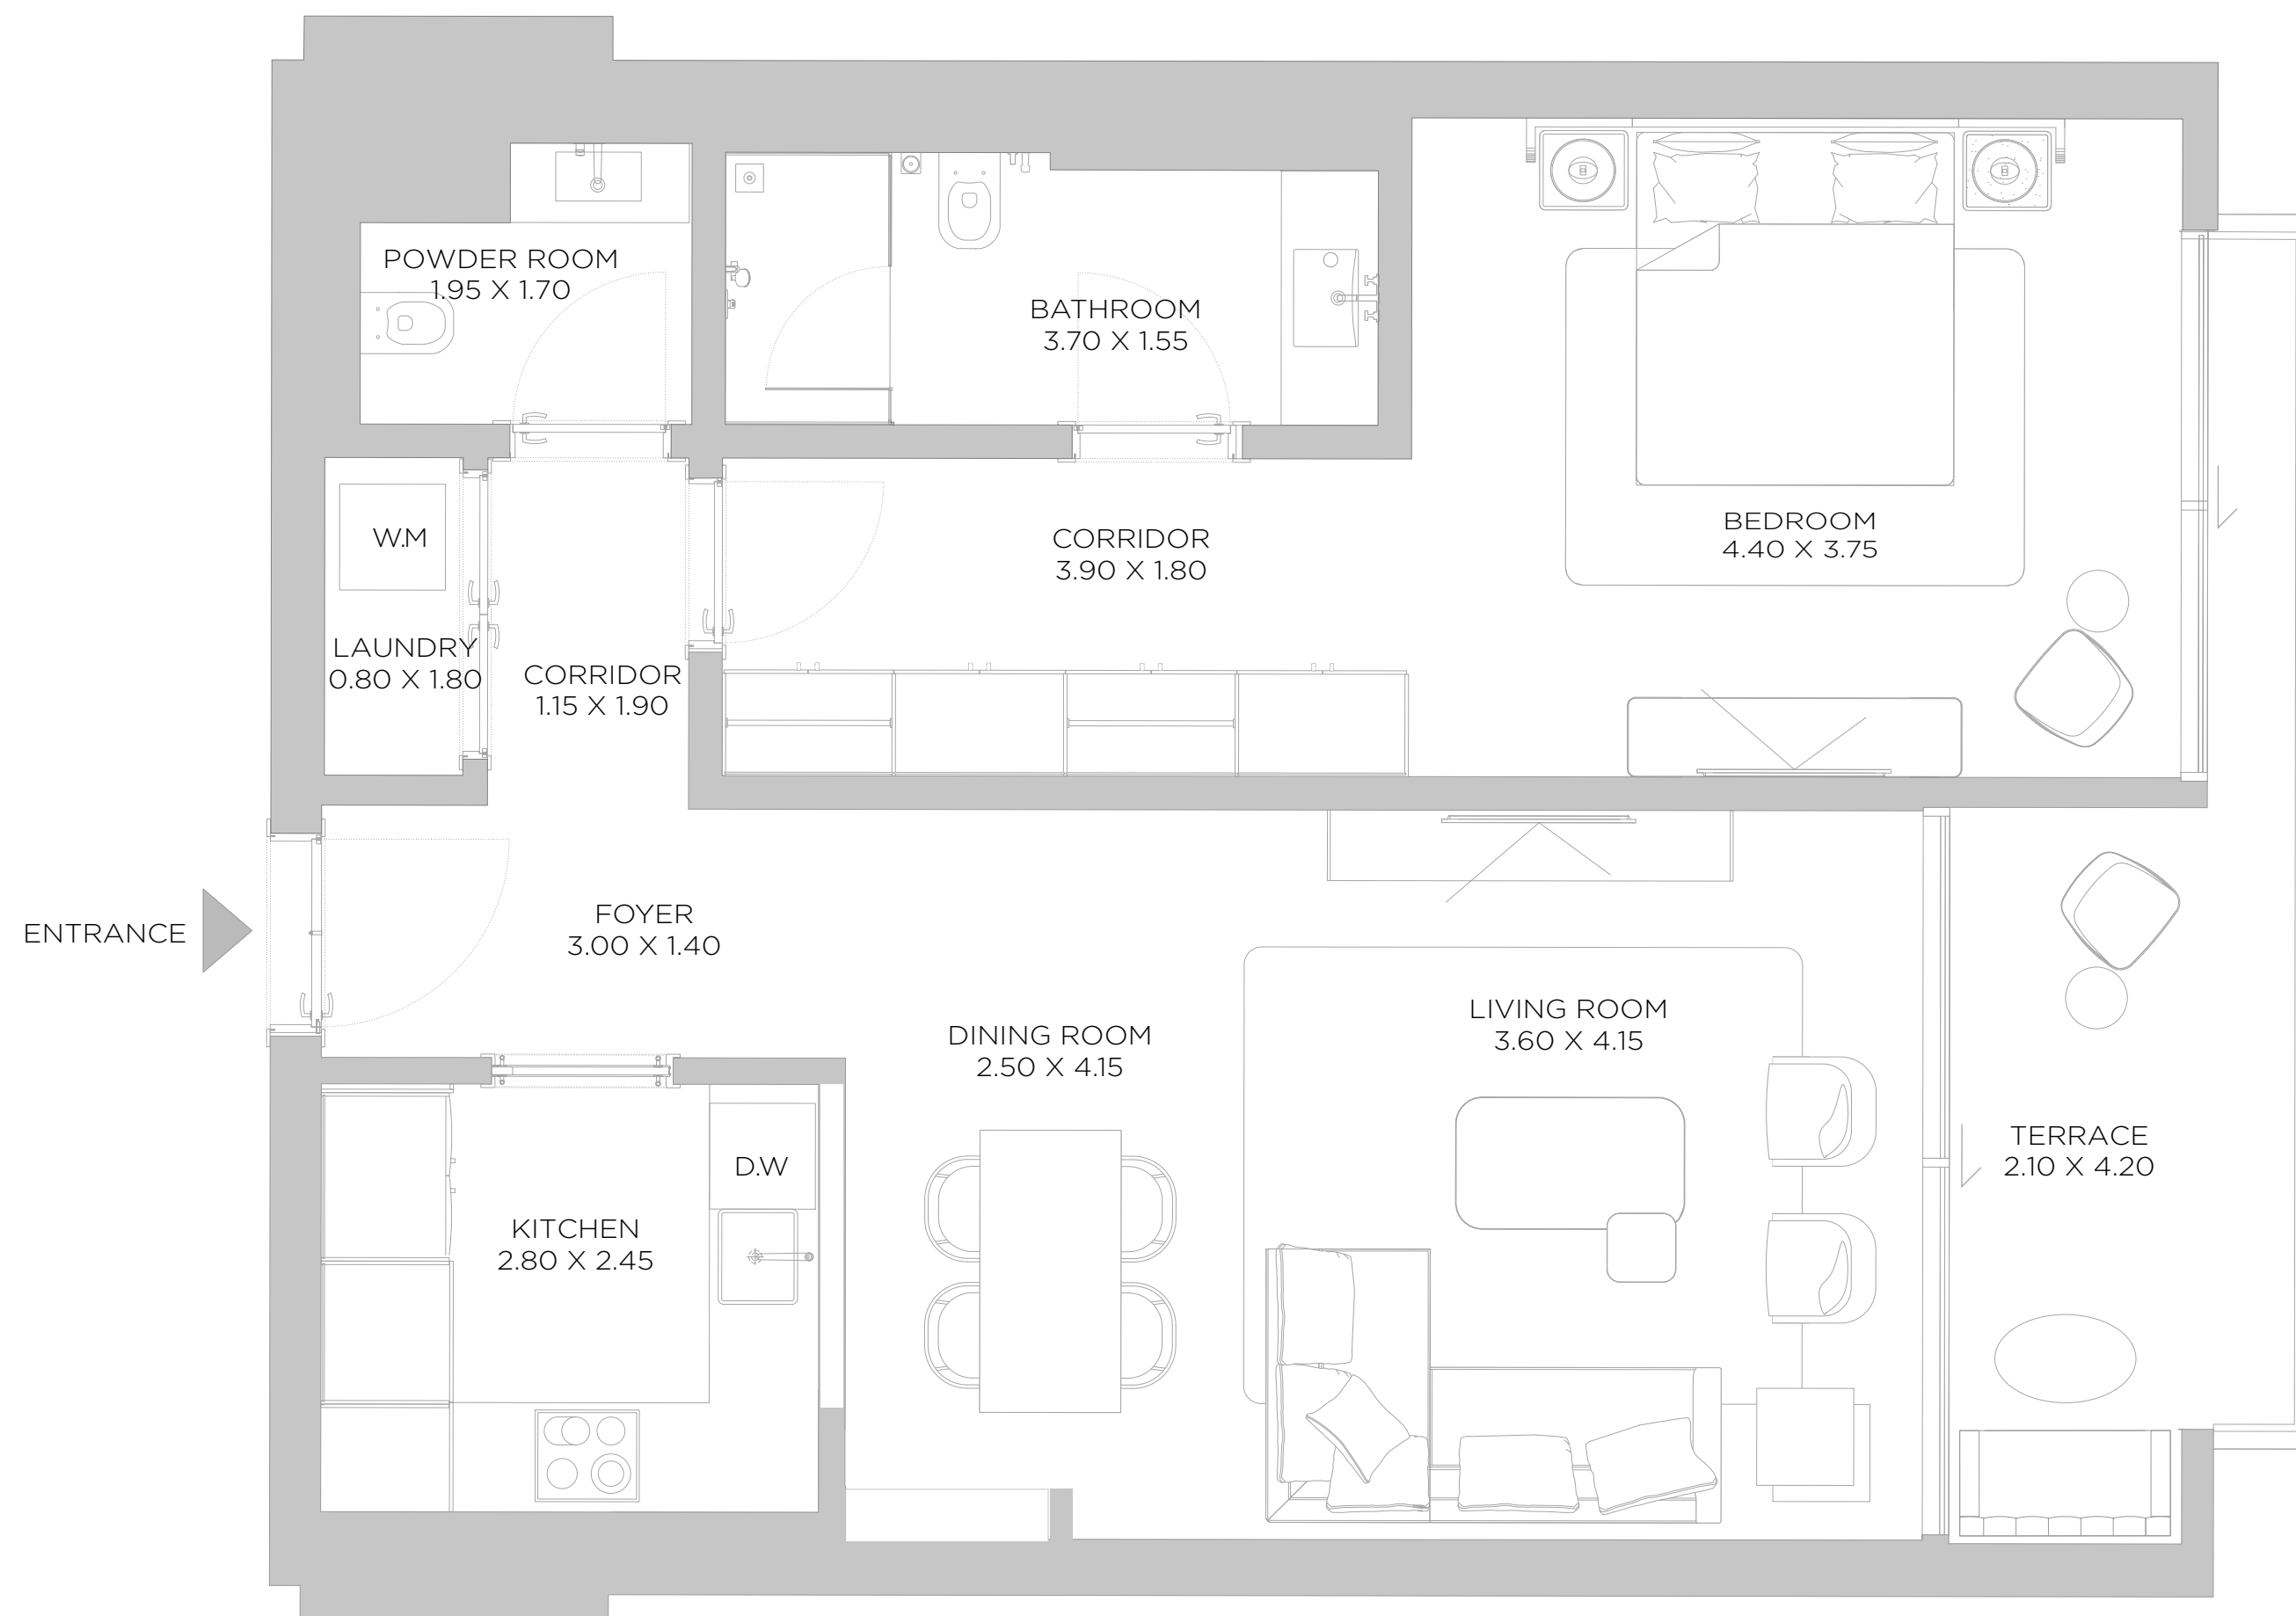 POWDER ROOM
1.95 X 1.70
BATHROOM
3.70 X 1.55
W.M
LAUNDRY
0.80 X 1.80
CORRIDOR
1.15 X 1.90
CORRIDOR
3.90 X 1.80
BEDROOM
4.40 X 3.75
ENTRANCE
FOYER
3.00 X 1.40
DINING ROOM
2.50 X 4.15
LIVING ROOM
3.60 X 4.15
TERRACE
2.10 X 4.20
D.W
KITCHEN
2.80 X 2.45